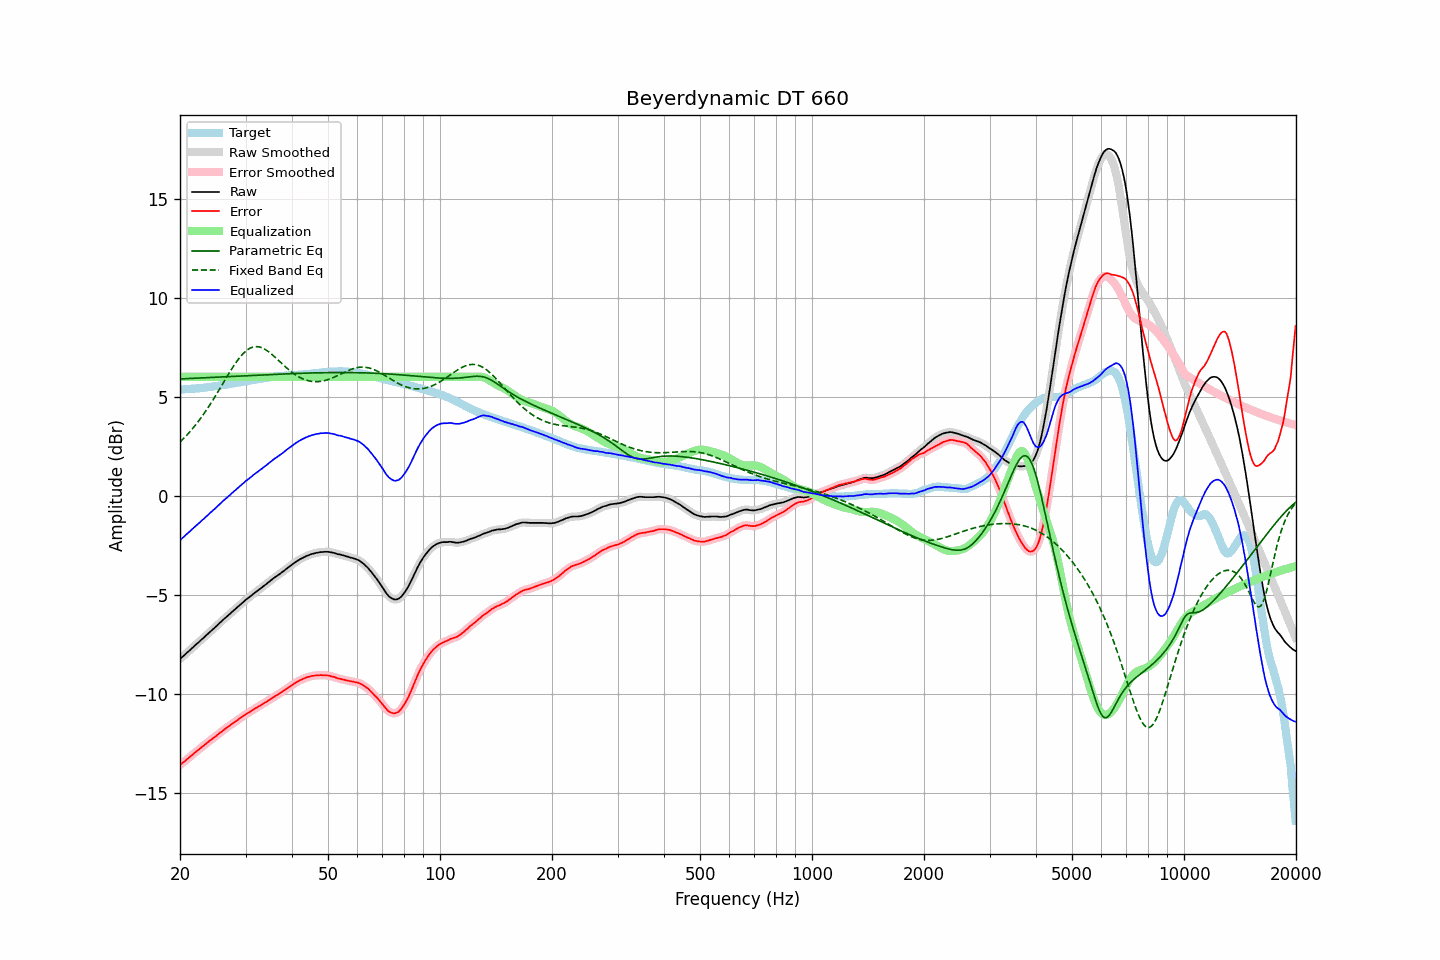 Beyerdynamic DT 660
Target
Raw Smoothed
Error Smoothed
Raw
Error
Equalization
Parametric Eq
Fixed Band Eq
Equalized
15
10
5
0
−5
−10
−15
Amplitude (dBr)
20 50 100 200 500 1000 2000 5000 10000 20000
Frequency (Hz)